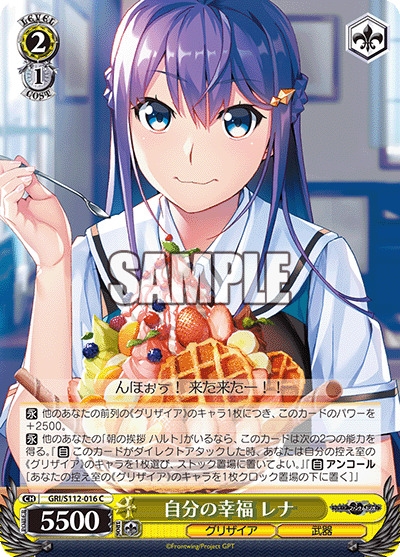 LEVEL
2
1
COST
SAMPLE
んほぉっ! 来た来たー!!
【永】 他のあなたの前列の《グリザイア》のキャラ1枚につき、このカードのパワーを
+2500。
【永】 他のあなたの「朝の挨拶 ハルト」がいるなら、このカードは次の2つの能力を
得る。『【自】 このカードがダイレクトアタックした時、あなたは自分の控え室の
《グリザイア》のキャラを1枚選び、ストック置場に置いてよい。』『【自】 アンコール
［あなたの控え室の《グリザイア》のキャラを1枚クロック置場の下に置く］』
CH GRI/S112-016 C
5500
自分の幸福 レナ
グリザイア 武器
©Frontwing/Project GPT